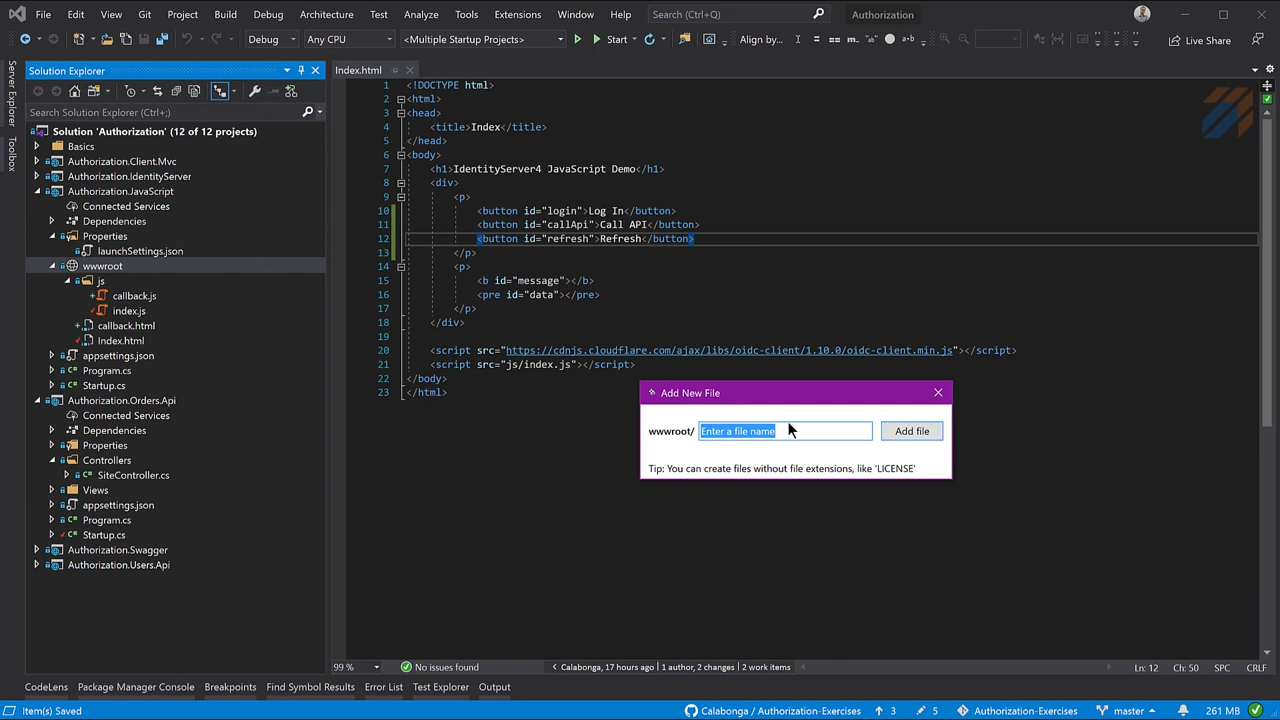 File Edit View Git Project Build Debug Architecture Test Analyze Tools Extensions Window Help Search (Ctrl+Q) Authorization
Debug Any CPU <Multiple Startup Projects> Start Align by... Live Share
Server Explorer
Toolbox
Solution Explorer
Search Solution Explorer (Ctrl+;)
Solution 'Authorization' (12 of 12 projects)
Basics
Authorization.Client.Mvc
Authorization.IdentityServer
Authorization.JavaScript
Connected Services
Dependencies
Properties
launchSettings.json
wwwroot
js
callback.js
index.js
callback.html
Index.html
appsettings.json
Program.cs
Startup.cs
Authorization.Orders.Api
Connected Services
Dependencies
Properties
Controllers
SiteController.cs
Views
appsettings.json
Program.cs
Startup.cs
Authorization.Swagger
Authorization.Users.Api
Index.html
1 <!DOCTYPE html>
2 <html>
3 <head>
4 <title>Index</title>
5 </head>
6 <body>
7 <h1>IdentityServer4 JavaScript Demo</h1>
8 <div>
9 <p>
10 <button id="login">Log In</button>
11 <button id="callApi">Call API</button>
12 <button id="refresh">Refresh</button>
13 </p>
14 <p>
15 <b id="message"></b>
16 <pre id="data"></pre>
17 </p>
18 </div>
19
20 <script src="https://cdnjs.cloudflare.com/ajax/libs/oidc-client/1.10.0/oidc-client.min.js"></script>
21 <script src="js/index.js"></script>
22 </body>
23 </html>
Add New File
wwwroot/ Enter a file name Add file
Tip: You can create files without file extensions, like 'LICENSE'
99 % No issues found Calabonga, 17 hours ago | 1 author, 2 changes | 2 work items Ln: 12 Ch: 50 SPC CRLF
CodeLens Package Manager Console Breakpoints Find Symbol Results Error List Test Explorer Output
Item(s) Saved Calabonga / Authorization-Exercises 3 5 Authorization-Exercises master 261 MB